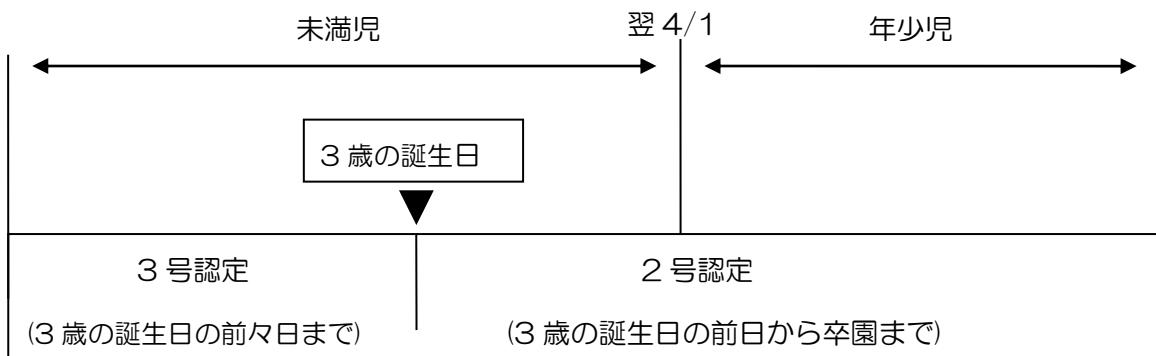 未満児
翌 4/1
年少児
3 歳の誕生日
3 号認定
2 号認定
(3 歳の誕生日の前々日まで)
(3 歳の誕生日の前日から卒園まで)